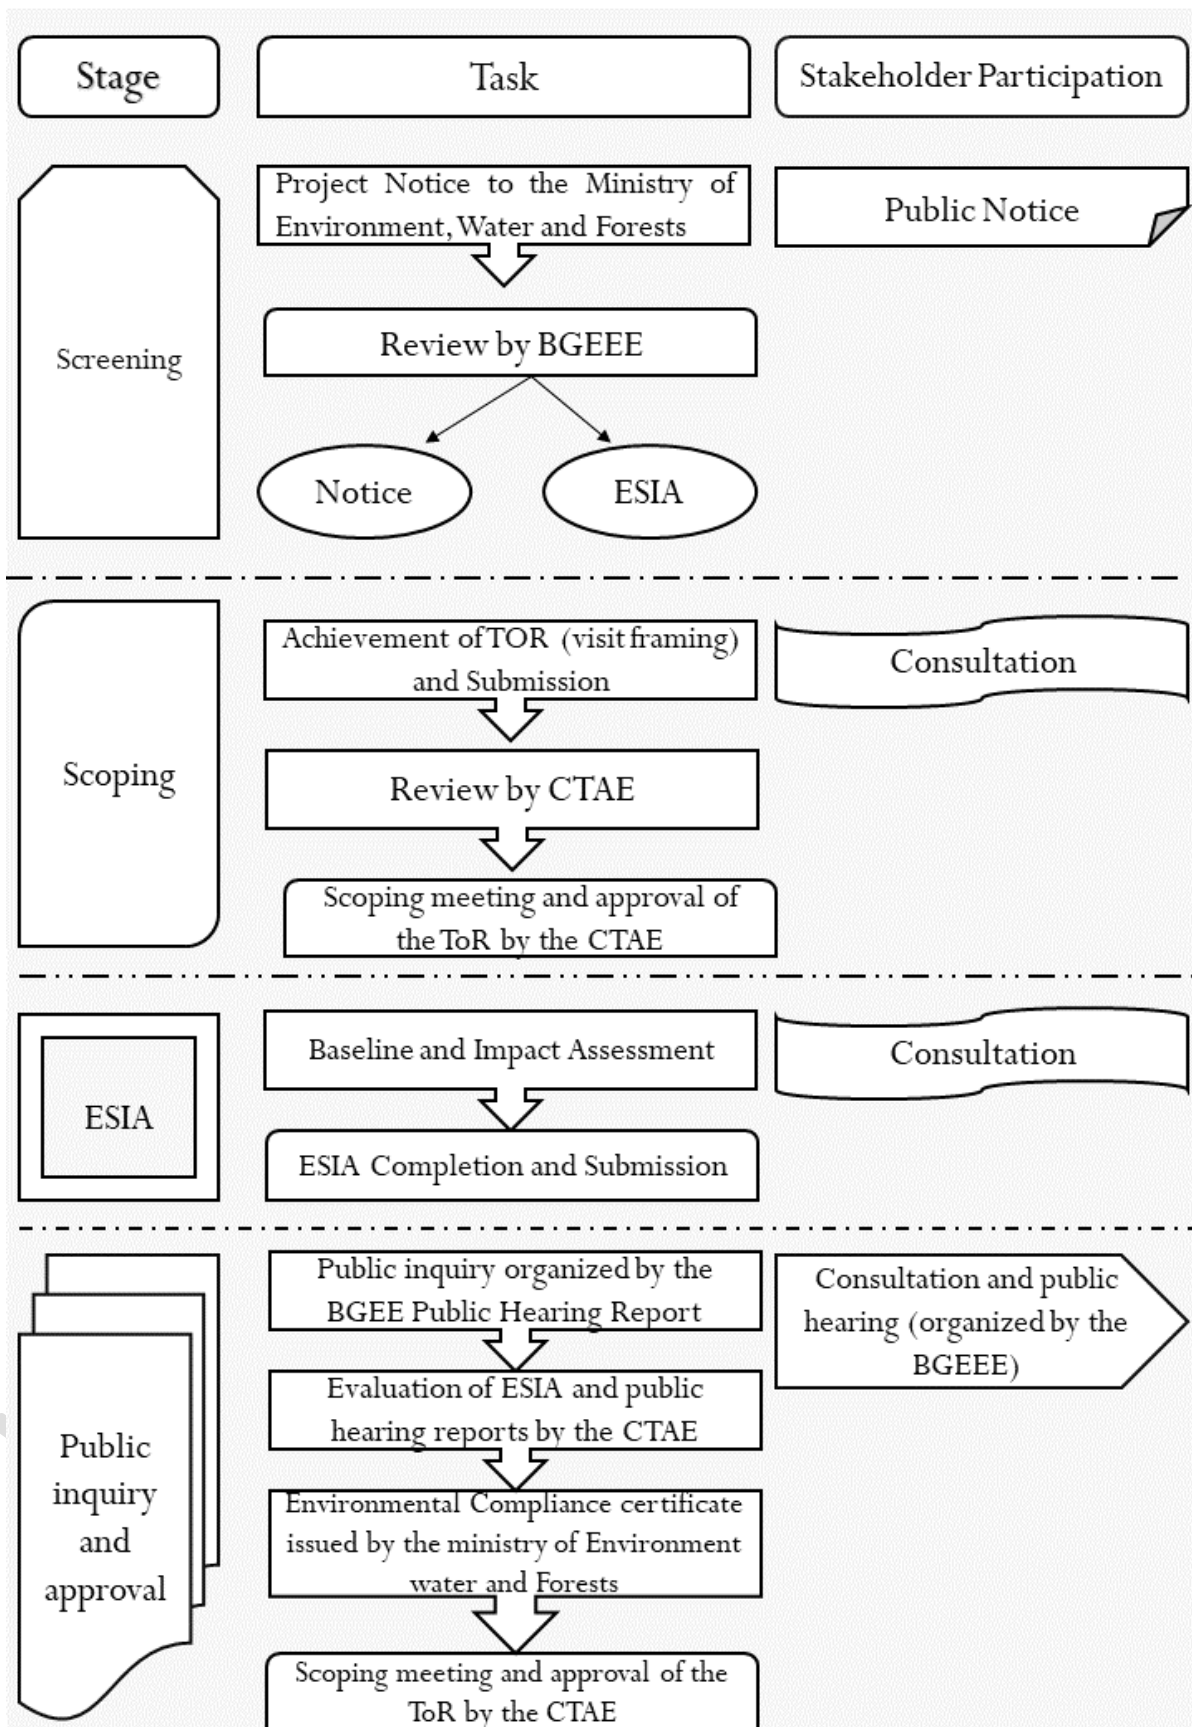 Stage
Task
Stakeholder Participation
Screening
Project Notice to the Ministry of
Environment, Water and Forests
Public Notice
Review by BGEEE
Notice
ESIA
Scoping
Achievement of TOR (visit framing)
and Submission
Consultation
Review by CTAE
Scoping meeting and approval of
the ToR by the CTAE
ESIA
Baseline and Impact Assessment
Consultation
ESIA Completion and Submission
Public
inquiry
and
approval
Public inquiry organized by the
BGEE Public Hearing Report
Consultation and public
hearing (organized by the
BGEEE)
Evaluation of ESIA and public
hearing reports by the CTAE
Environmental Compliance certificate
issued by the ministry of Environment
water and Forests
Scoping meeting and approval of the
ToR by the CTAE